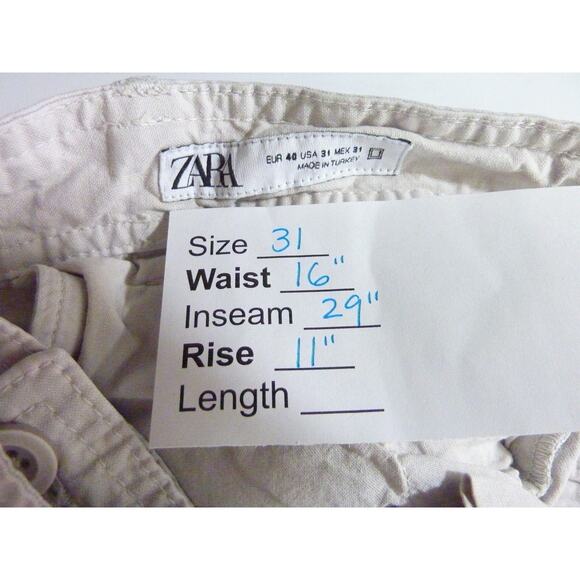 ZARA
EUR 40 USA 31 MEX 31
MADE IN TURKEY
Size 31
Waist 16"
Inseam 29"
Rise 11"
Length